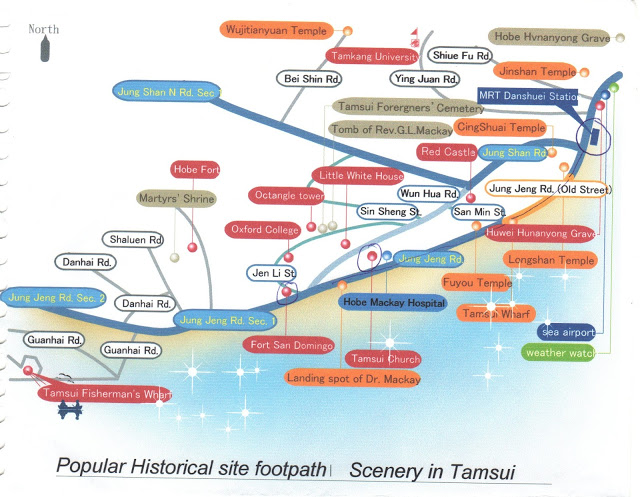 North
Wujitianyuan Temple
Hobe Hvnanyong Grave
Tamkang University
Shiue Fu Rd.
Bei Shin Rd.
Ying Juan Rd.
Jinshan Temple
Jung Shan N Rd. Sec
MRT Danshuei Station
Tamsui Forergners' Cemetery
Tomb of Rev.G.L.Mackay
CingShuai Temple
Red Castla
Jung Shan Rd
Hobe Fort
Little White House
Martyrs' Shrine
Octangle tower
Wun Hua Rd.
Jung Jeng Rd. (Old Street)
Sin Sheng St.
San Min St.
Oxford College
Huwei Hunanyong Grave
Shaluen Rd
Danhai Rd.
Jen Li St
Jung Jeng Rd
Longshan Temple
Fuyou Temple
Jung Jeng Rd. Sec. 2
Danhai Rd.
Hobe Mackay Hospital
Tamsui Wharf
Jung Jeng Rd. Sec. 1
Guanhai Rd.
Guanhai Rd.
Fort San Domingo
Tamsui Church
sea airport
weather watch
Landing spot of Dr. Mackay
Tamsui Fisherman's Wharf
Popular Historical site footpath Scenery in Tamsui